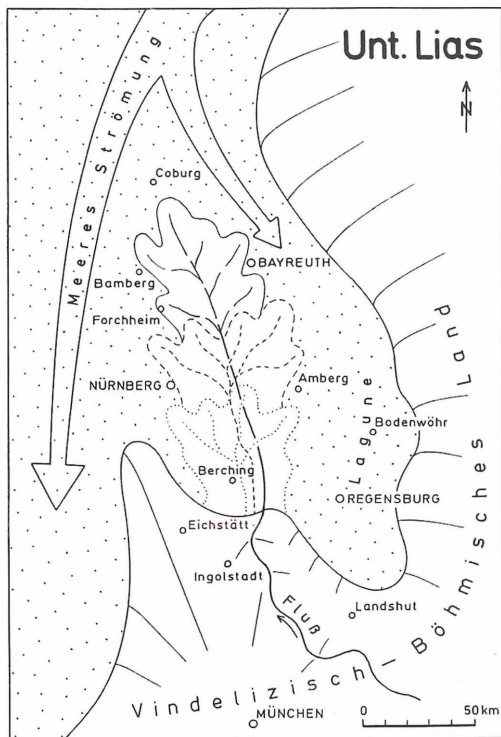 Unt. Lias
N
Meeres Strömung
Coburg
BAYREUTH
Bamberg
Forchheim
NÜRNBERG
Amberg
Lagune
Bodenwöhr
Berching
REGENSBURG
Eichstätt
Ingolstadt
Fluß
Landshut
Vindelizisch - Böhmisches Land
MÜNCHEN
0 50 km